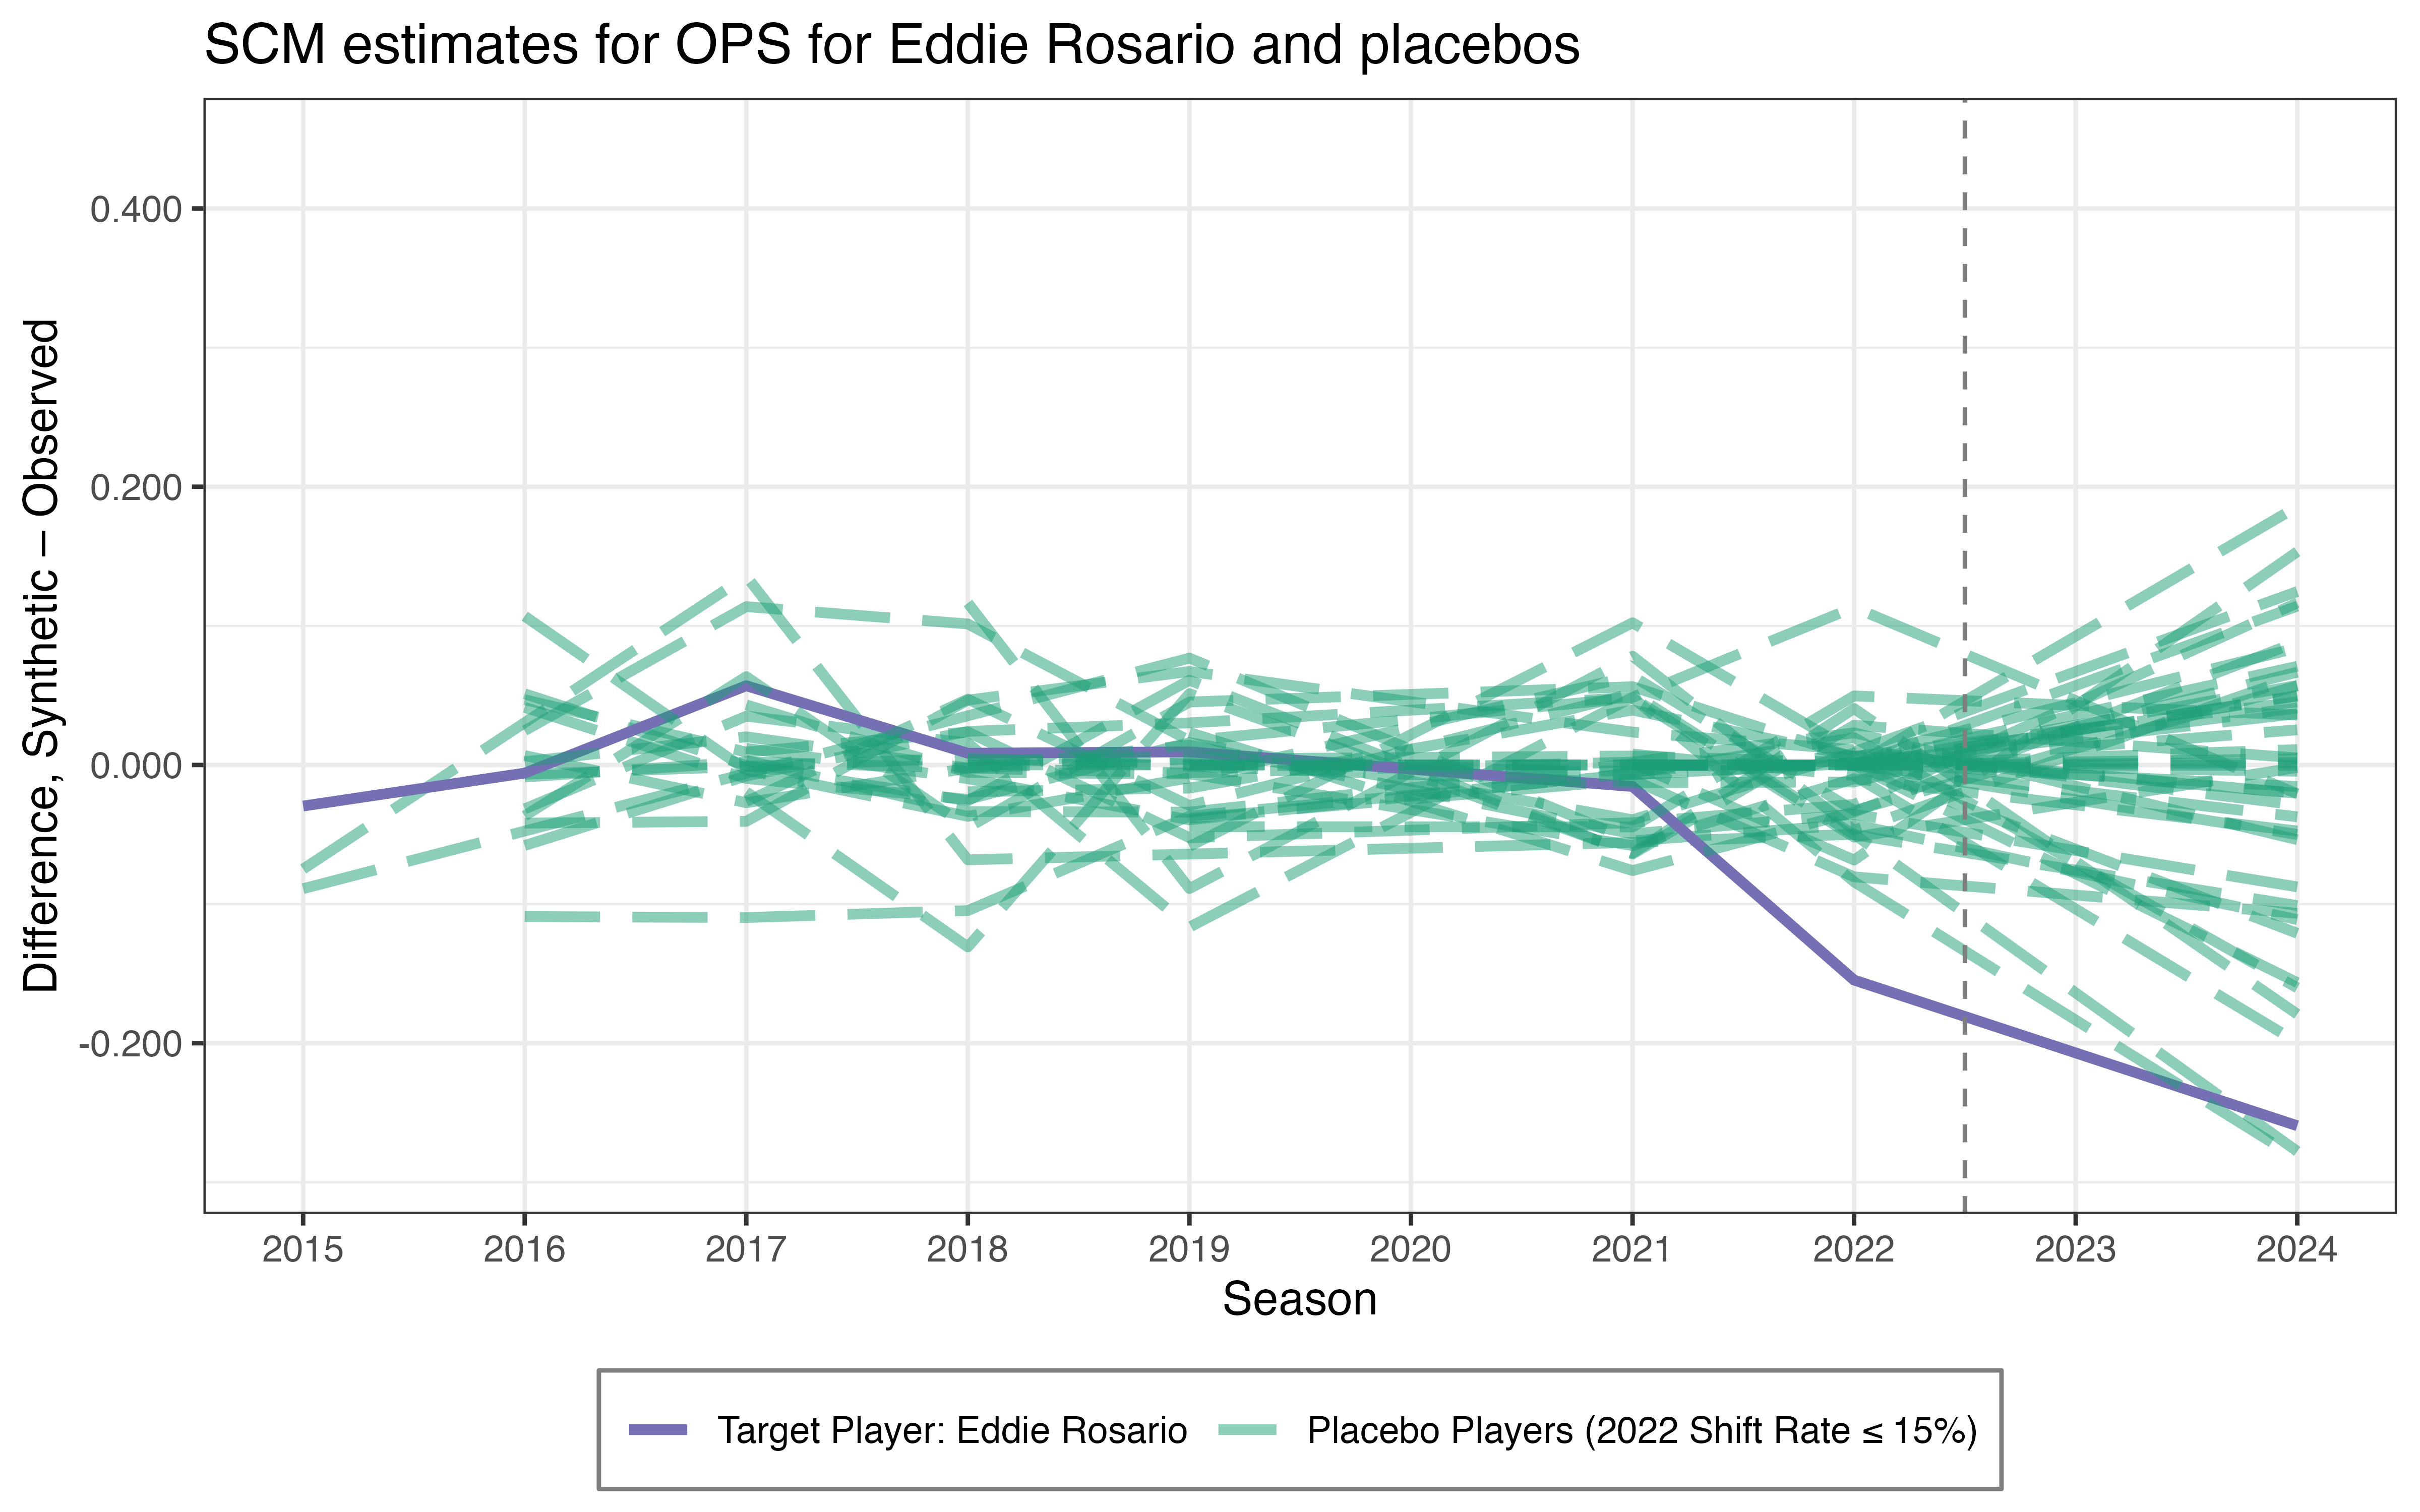 SCM estimates for OPS for Eddie Rosario and placebos
Difference, Synthetic − Observed
0.400
0.200
0.000
-0.200
2015 2016 2017 2018 2019 2020 2021 2022 2023 2024
Season
Target Player: Eddie Rosario Placebo Players (2022 Shift Rate ≤ 15%)